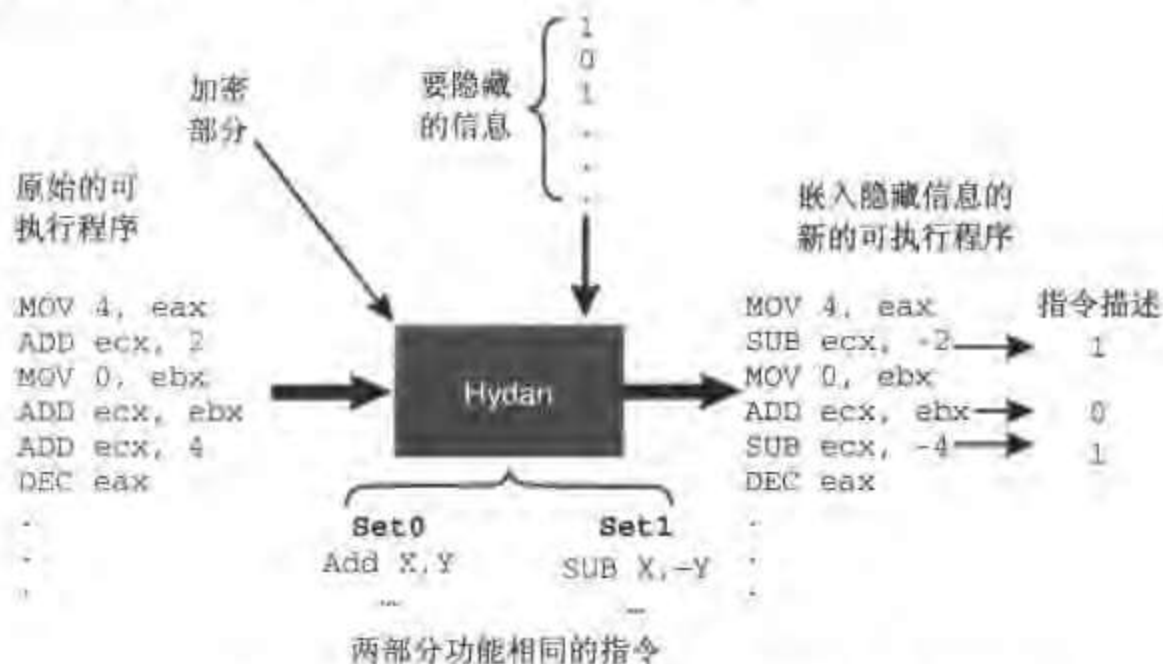 1
0
1
.
.
.
加密
部分
要隐藏
的信息
原始的可
执行程序
嵌入隐藏信息的
新的可执行程序
MOV 4, eax
ADD ecx, 2
MOV 0, ebx
ADD ecx, ebx
ADD ecx, 4
DEC eax
.
.
.
Hydan
MOV 4, eax
SUB ecx, -2
MOV 0, ebx
ADD ecx, ebx
SUB ecx, -4
DEC eax
.
.
.
指令描述
1
0
1
Set0
Add X,Y
…
Set1
SUB X,-Y
…
两部分功能相同的指令